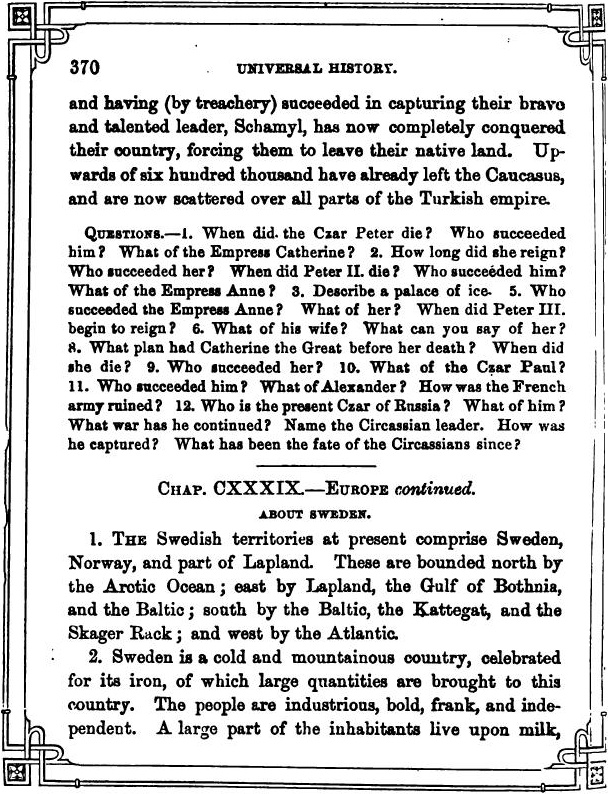 370
UNIVERSAL HISTORY.
and having (by treachery) succeeded in capturing their brave
and talented leader, Schamyl, has now completely conquered
their country, forcing them to leave their native land. Up-
wards of six hundred thousand have already left the Caucasus,
and are now scattered over all parts of the Turkish empire.
QUESTIONS.—1. When did the Czar Peter die? Who succeeded
him? What of the Empress Catherine? 2. How long did she reign?
Who succeeded her? When did Peter II. die? Who succeeded him?
What of the Empress Anne? 3. Describe a palace of ice. 5. Who
succeeded the Empress Anne? What of her? When did Peter III.
begin to reign? 6. What of his wife? What can you say of her?
8. What plan had Catherine the Great before her death? When did
she die? 9. Who succeeded her? 10. What of the Czar Paul?
11. Who succeeded him? What of Alexander? How was the French
army ruined? 12. Who is the present Czar of Russia? What of him?
What war has he continued? Name the Circassian leader. How was
he captured? What has been the fate of the Circassians since?
CHAP. CXXXIX.—EUROPE continued.
ABOUT SWEDEN.
1. THE Swedish territories at present comprise Sweden,
Norway, and part of Lapland. These are bounded north by
the Arctic Ocean; east by Lapland, the Gulf of Bothnia,
and the Baltic; south by the Baltic, the Kattegat, and the
Skager Rack; and west by the Atlantic.
2. Sweden is a cold and mountainous country, celebrated
for its iron, of which large quantities are brought to this
country. The people are industrious, bold, frank, and inde-
pendent. A large part of the inhabitants live upon milk,